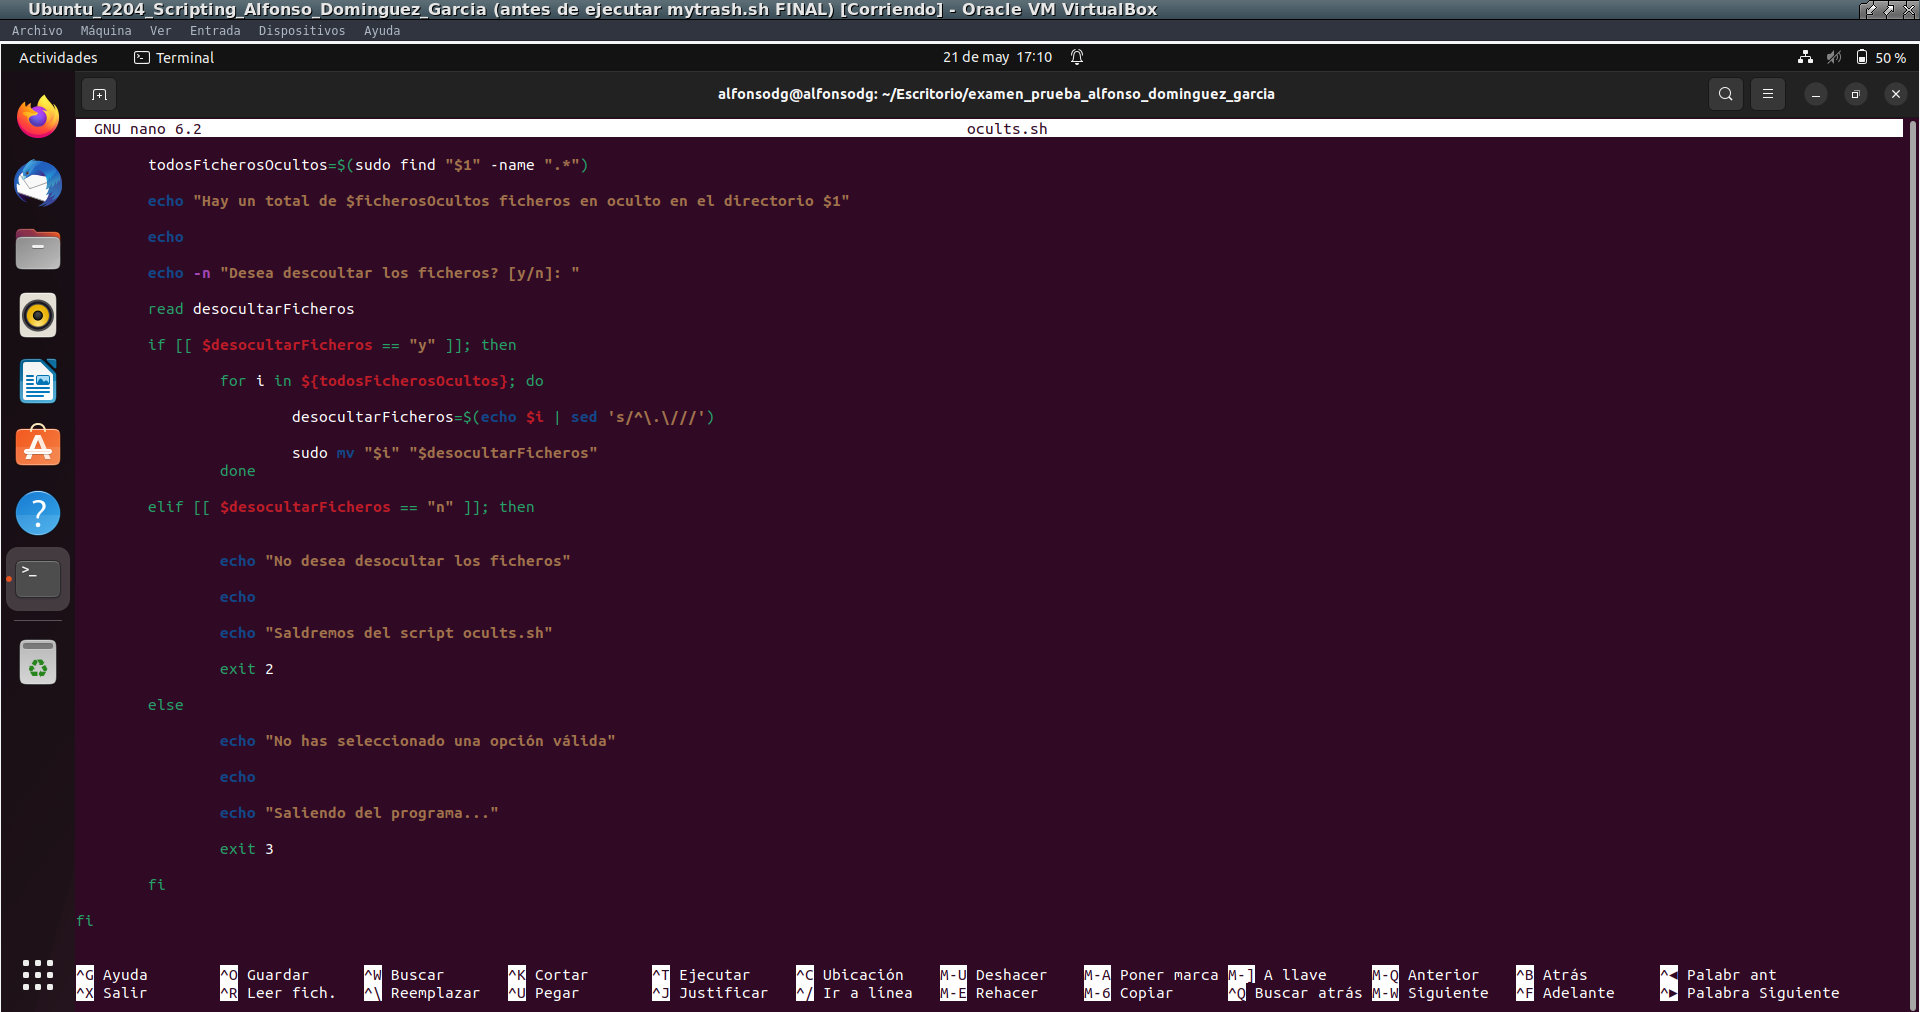 Ubuntu_2204_Scripting_Alfonso_Dominguez_Garcia (antes de ejecutar mytrash.sh FINAL) [Corriendo] - Oracle VM VirtualBox
Archivo Máquina Ver Entrada Dispositivos Ayuda
Actividades Terminal 21 de may 17:10 50 %
alfonsodg@alfonsodg: ~/Escritorio/examen_prueba_alfonso_dominguez_garcia
GNU nano 6.2 ocults.sh
todosFicherosOcultos=$(sudo find "$1" -name ".*")
echo "Hay un total de $ficherosOcultos ficheros en oculto en el directorio $1"
echo
echo -n "Desea descoultar los ficheros? [y/n]: "
read desocultarFicheros
if [[ $desocultarFicheros == "y" ]]; then
for i in ${todosFicherosOcultos}; do
desocultarFicheros=$(echo $i | sed 's/^\.\///')
sudo mv "$i" "$desocultarFicheros"
done
elif [[ $desocultarFicheros == "n" ]]; then
echo "No desea desocultar los ficheros"
echo
echo "Saldremos del script ocults.sh"
exit 2
else
echo "No has seleccionado una opción válida"
echo
echo "Saliendo del programa..."
exit 3
fi
fi
^G Ayuda ^O Guardar ^W Buscar ^K Cortar ^T Ejecutar ^C Ubicación M-U Deshacer M-A Poner marca M-] A llave M-Q Anterior ^B Atrás ^◀ Palabr ant
^X Salir ^R Leer fich. ^\ Reemplazar ^U Pegar ^J Justificar ^/ Ir a línea M-E Rehacer M-6 Copiar ^Q Buscar atrás M-W Siguiente ^F Adelante ^▶ Palabra Siguiente